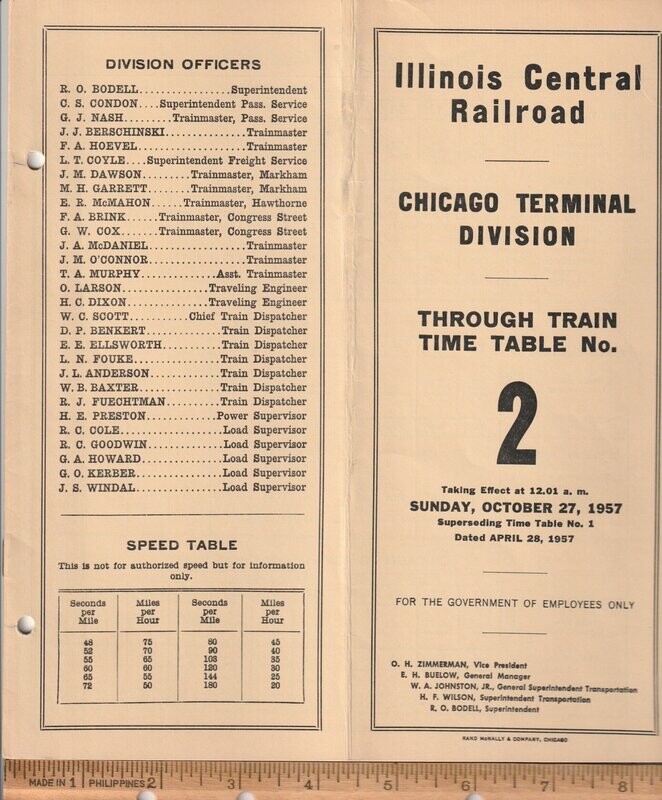 DIVISION OFFICERS
R. O. BODELL................Superintendent
C. S. CONDON....Superintendent Pass. Service
G. J. NASH........Trainmaster, Pass. Service
J. J. BERSCHINSKI..............Trainmaster
F. A. HOEVEL...................Trainmaster
L. T. COYLE....Superintendent Freight Service
J. M. DAWSON.........Trainmaster, Markham
M. H. GARRETT........Trainmaster, Markham
E. R. McMAHON......Trainmaster, Hawthorne
F. A. BRINK......Trainmaster, Congress Street
G. W. COX........Trainmaster, Congress Street
J. A. McDANIEL.................Trainmaster
J. M. O'CONNOR.................Trainmaster
T. A. MURPHY.............Asst. Trainmaster
O. LARSON..............Traveling Engineer
H. C. DIXON............Traveling Engineer
W. C. SCOTT..........Chief Train Dispatcher
D. P. BENKERT.............Train Dispatcher
E. E. ELLSWORTH..........Train Dispatcher
L. N. FOUKE...............Train Dispatcher
J. L. ANDERSON............Train Dispatcher
W. B. BAXTER..............Train Dispatcher
R. J. FUECHTMAN..........Train Dispatcher
H. E. PRESTON............Power Supervisor
R. C. COLE................Load Supervisor
R. C. GOODWIN.............Load Supervisor
G. A. HOWARD..............Load Supervisor
G. O. KERBER..............Load Supervisor
J. S. WINDAL..............Load Supervisor
SPEED TABLE
This is not for authorized speed but for information
only.
Seconds per Mile Miles per Hour Seconds per Mile Miles per Hour
48 75 80 45
52 70 90 40
55 65 103 35
60 60 120 30
65 55 144 25
72 50 180 20
Illinois Central
Railroad
CHICAGO TERMINAL
DIVISION
THROUGH TRAIN
TIME TABLE No.
2
Taking Effect at 12.01 a. m.
SUNDAY, OCTOBER 27, 1957
Superseding Time Table No. 1
Dated APRIL 28, 1957
FOR THE GOVERNMENT OF EMPLOYEES ONLY
O. H. ZIMMERMAN, Vice President
E. H. BUELOW, General Manager
W. A. JOHNSTON, JR., General Superintendent Transportation
H. F. WILSON, Superintendent Transportation
R. O. BODELL, Superintendent
RAND McNALLY & COMPANY, CHICAGO
MADE IN 1 PHILIPPINES 2 3 4 5 6 7 8